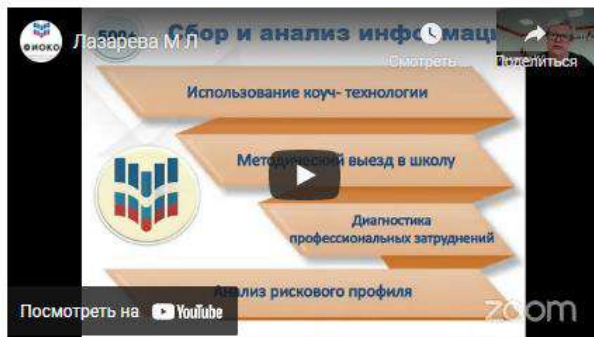 ФИОКО
Лазарева М Л
500+
Сбор и анализ информац
Смотреть ...
Поделиться
Использование коуч- технологии
Методический выезд в школу
Диагностика
профессиональных затруднений
Анализ рискового профиля
Посмотреть на YouTube
zoom